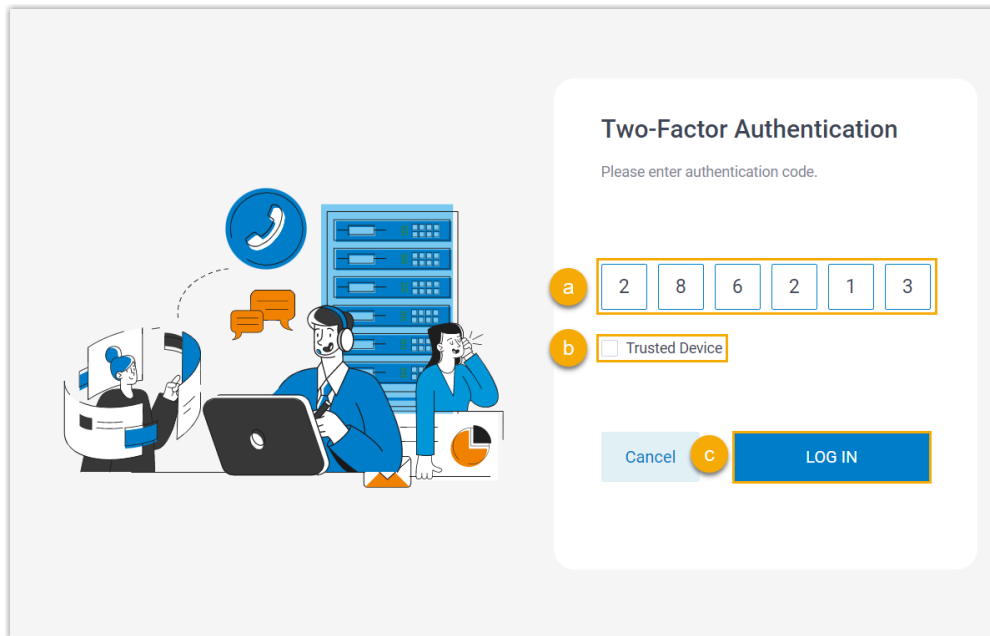 Two-Factor Authentication
Please enter authentication code.
a 2 8 6 2 1 3
b Trusted Device
Cancel c LOG IN